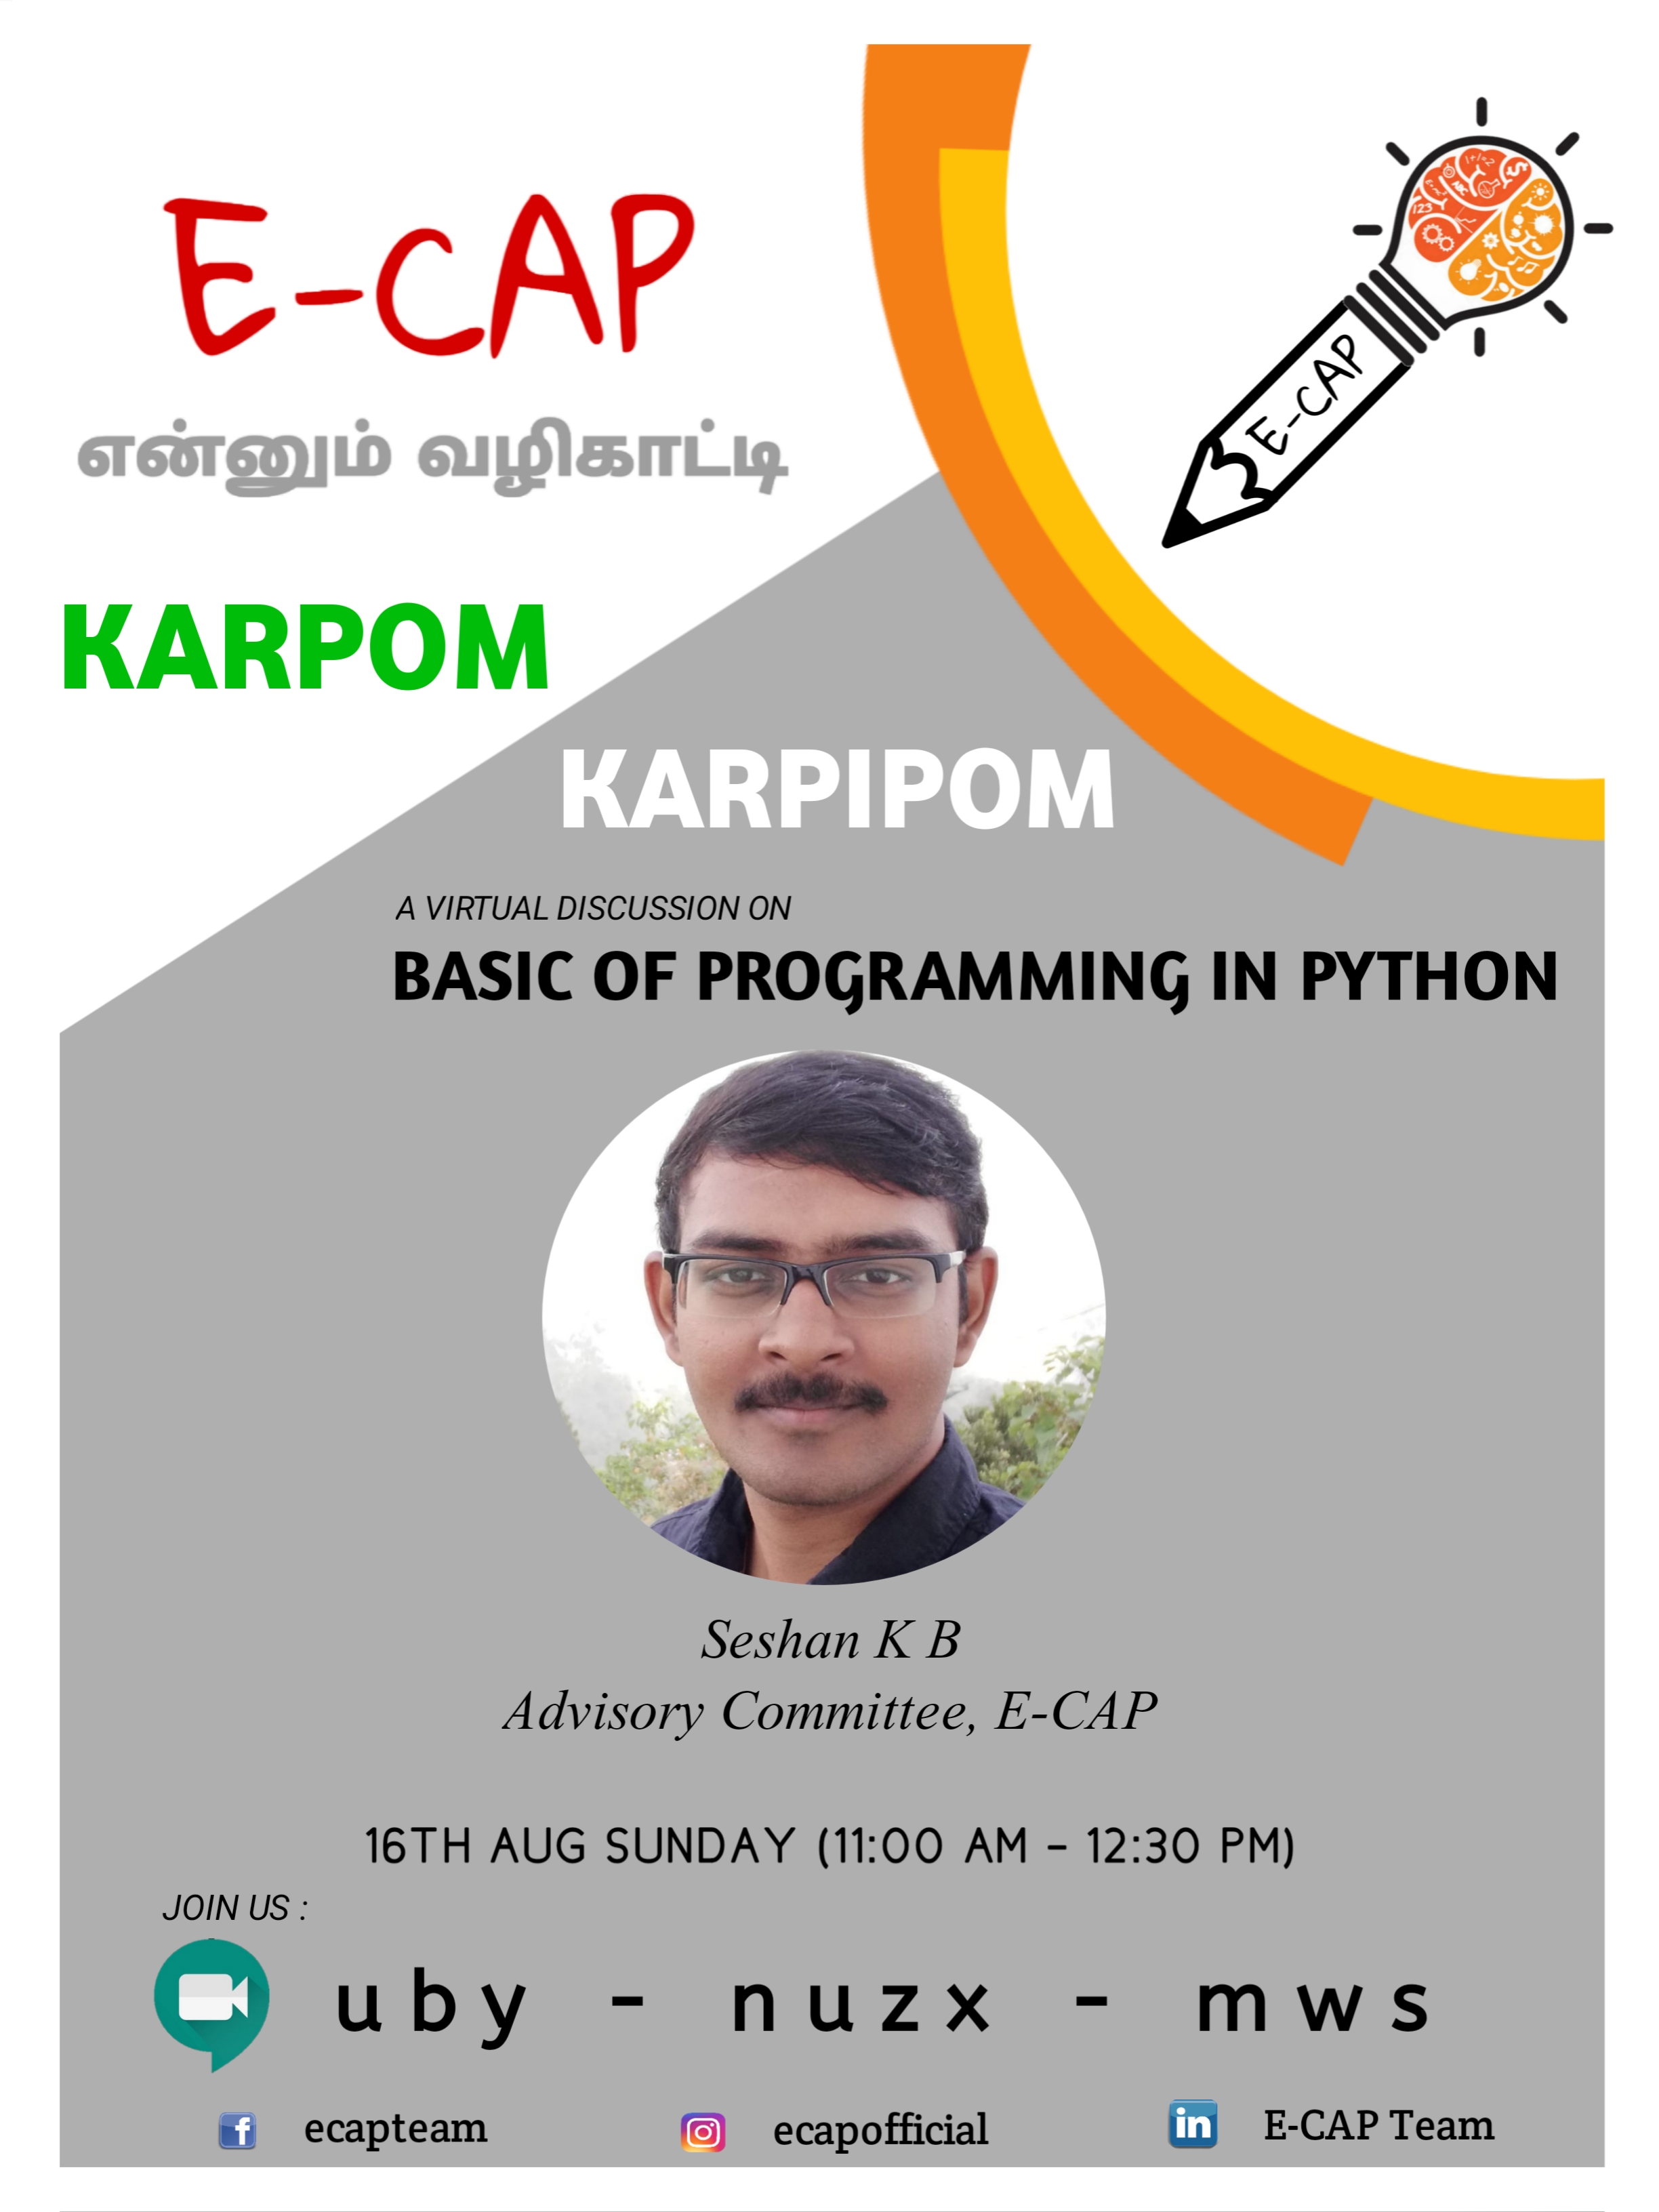 E-CAP
என்னும் வழிகாட்டி
E-CAP
KARPOM
KARPIPOM
A VIRTUAL DISCUSSION ON
BASIC OF PROGRAMMING IN PYTHON
Seshan K B
Advisory Committee, E-CAP
16TH AUG SUNDAY (11:00 AM - 12:30 PM)
JOIN US :
uby - nuzx - mws
ecapteam
ecapofficial
E-CAP Team